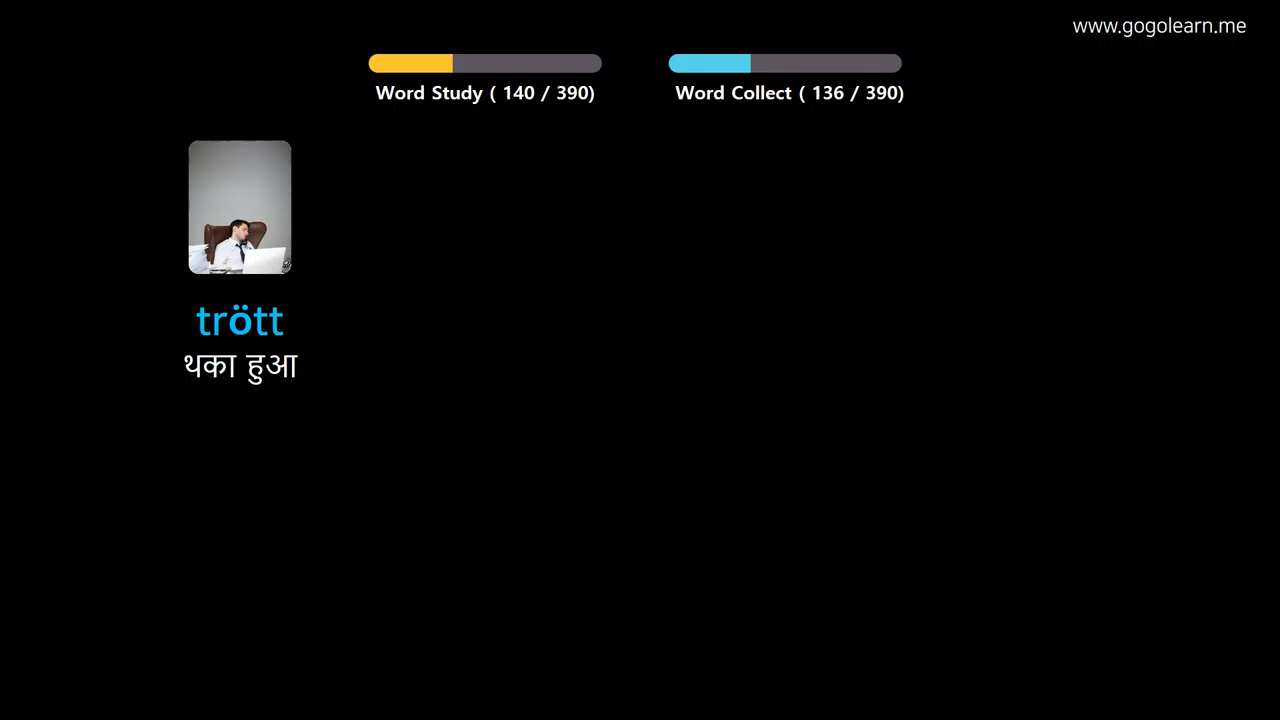 www.gogolearn.me
Word Study ( 140 / 390)
Word Collect ( 136 / 390)
trött
थका हुआ